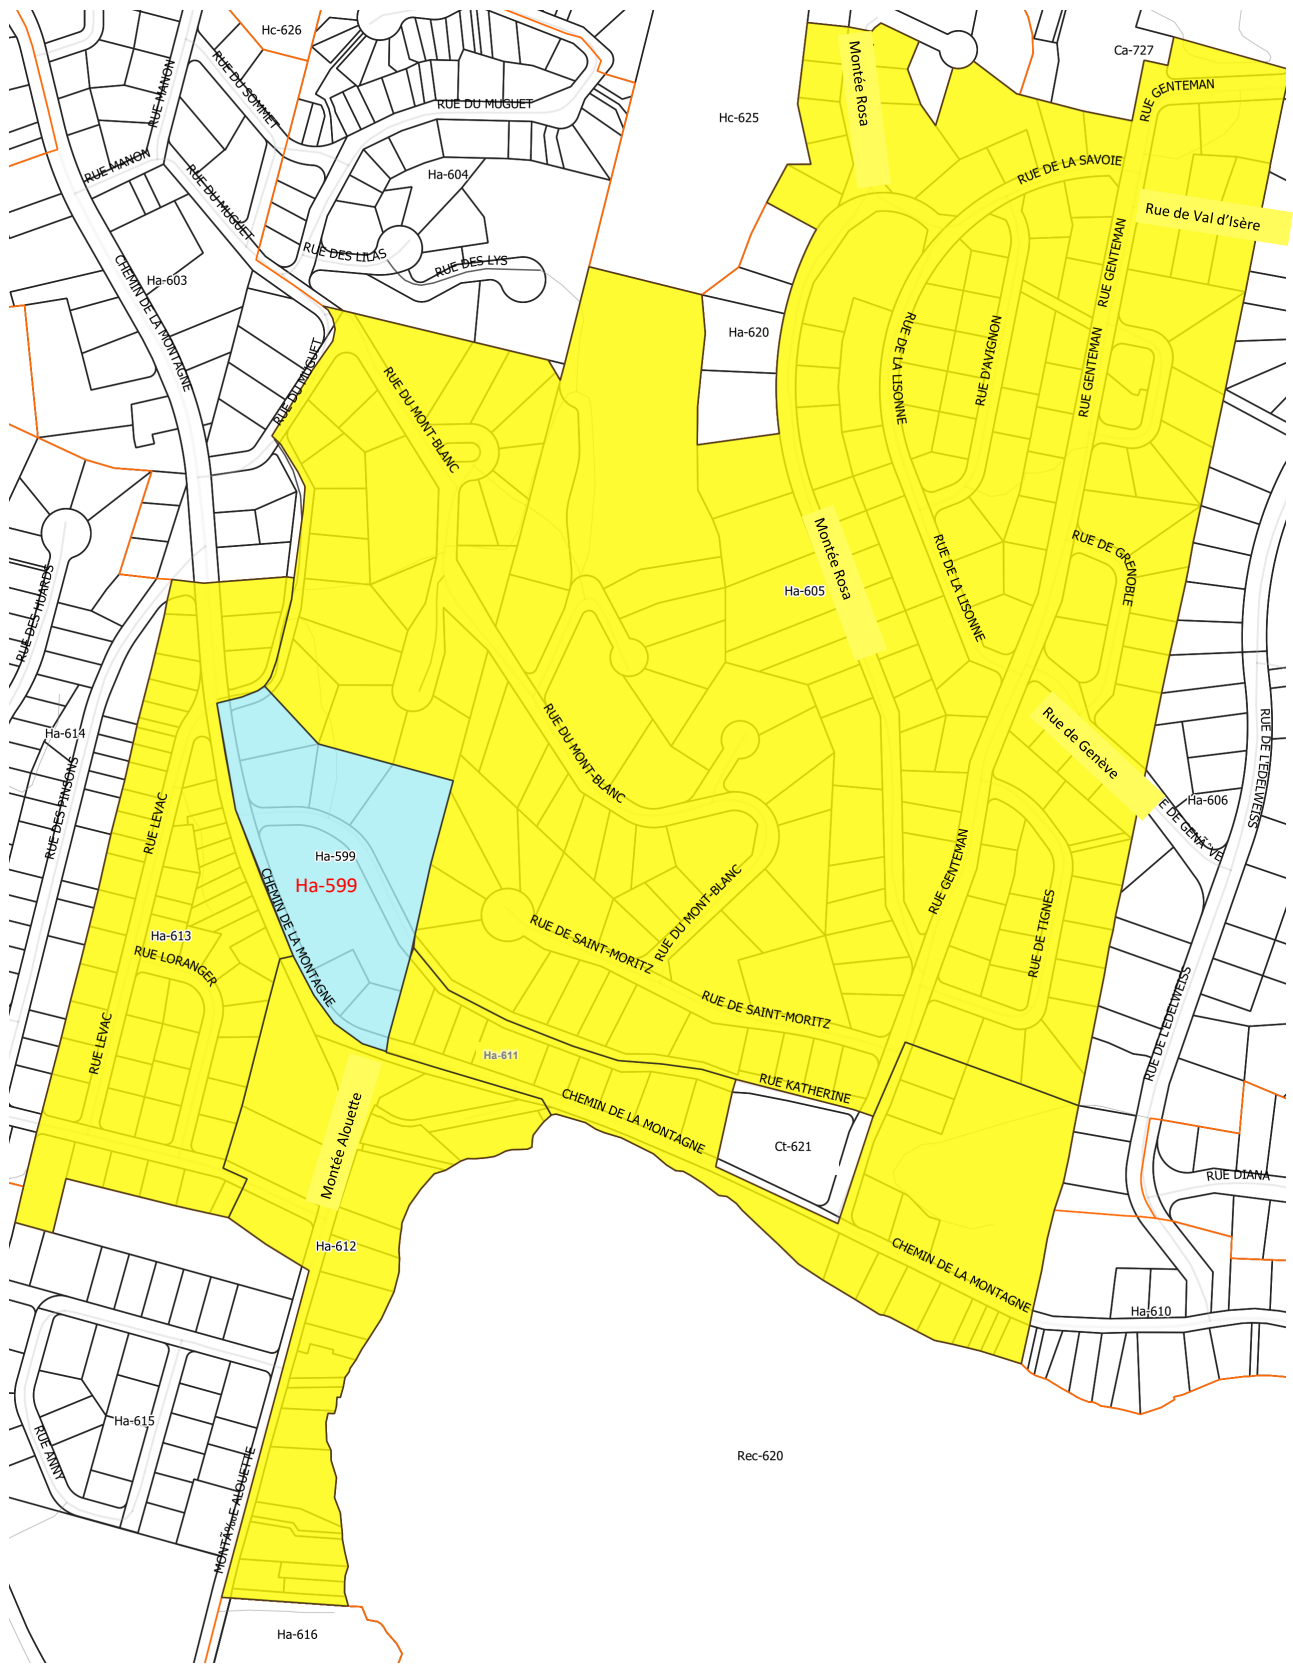 Hc-626
Ca-727
RUE MANON
RUE DU SOMMET
Montée Rosa
RUE GENTEMAN
RUE DU MUGUET
Hc-625
RUE MANON
RUE DU MUGUET
Ha-604
RUE DE LA SAVOIE
Rue de Val d'Isère
RUE DES LILAS
RUE DES LYS
RUE GENTEMAN
Ha-603
CHEMIN DE LA MONTAGNE
RUE DU MUGUET
Ha-620
RUE DE LA LISONNE
RUE D'AVIGNON
RUE GENTEMAN
RUE DU MONT-BLANC
Montée Rosa
RUE DE LA LISONNE
RUE DE GRENOBLE
RUE DES HUARDS
Ha-605
Ha-614
RUE DES PINSONS
RUE LEVAC
RUE DU MONT-BLANC
Rue de Genève
RUE DE L'EDELWEISS
Ha-606
E DE GENÃˆVE
Ha-599
Ha-599
CHEMIN DE LA MONTAGNE
RUE GENTEMAN
RUE DU MONT-BLANC
RUE DE TIGNES
Ha-613
RUE LORANGER
RUE DE SAINT-MORITZ
RUE DE SAINT-MORITZ
RUE LEVAC
RUE DE L'EDELWEISS
Ha-611
RUE KATHERINE
CHEMIN DE LA MONTAGNE
Montée Alouette
Ct-621
RUE DIANA
Ha-612
CHEMIN DE LA MONTAGNE
Ha-610
Ha-615
RUE ANNY
Rec-620
MONTÃ‰E ALOUETTE
Ha-616